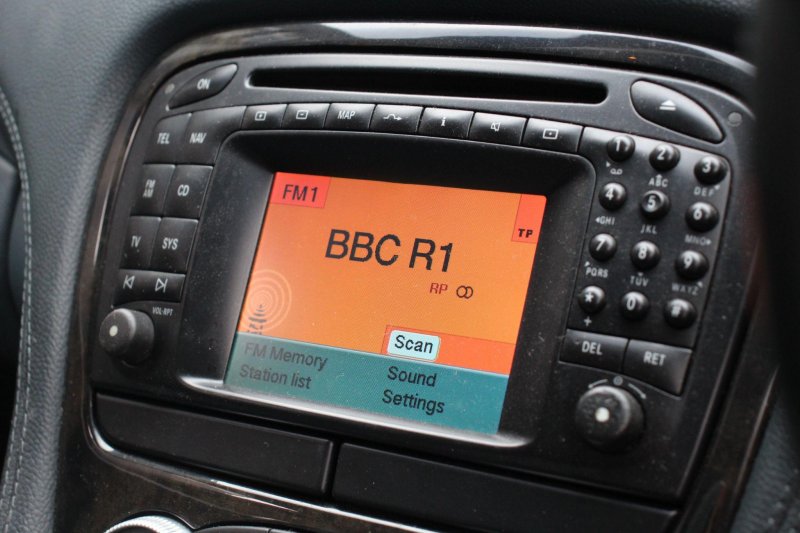 ON
TEL NAV
MAP
i
FM
AM
CD
TV SYS
VOL-RPT
FM1
TP
BBC R1
RP
Scan
FM Memory
Sound
Station list
Settings
1 2 3
ABC DEF
4 5 6
GHI JKL MNO
7 8 9
PQRS TUV WXYZ
* 0 #
+
DEL RET